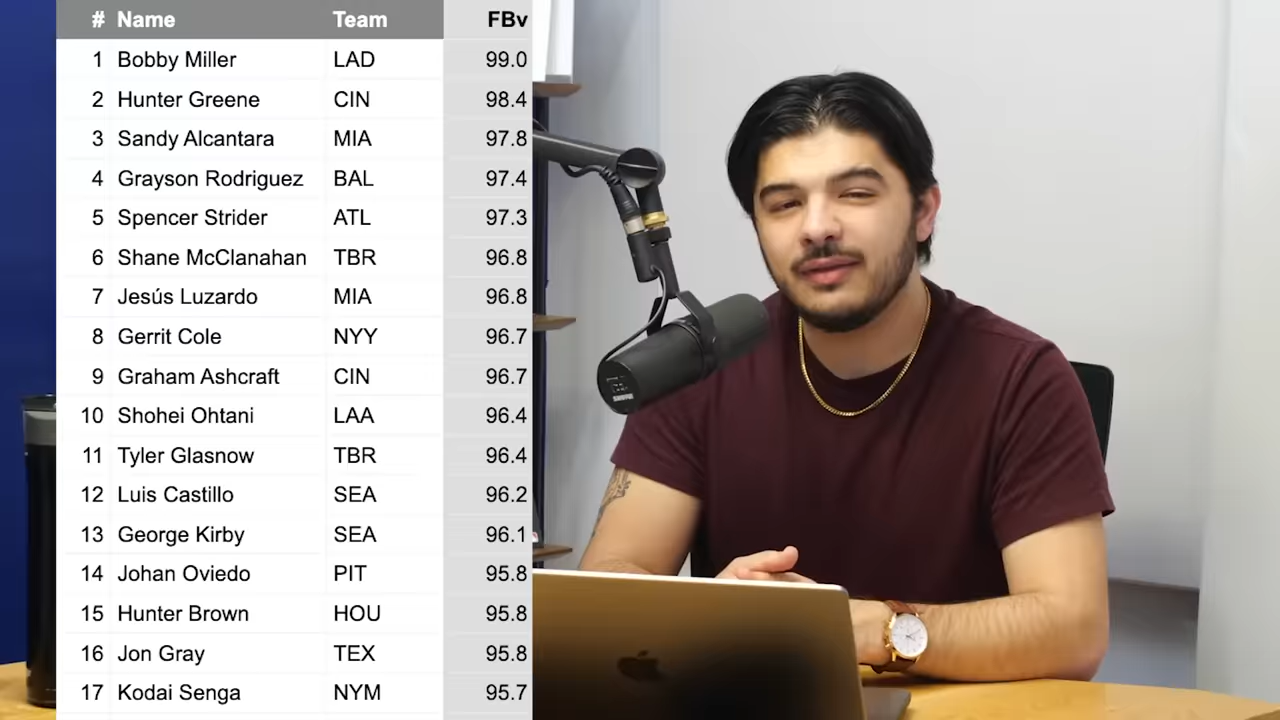 # Name Team FBv
1 Bobby Miller LAD 99.0
2 Hunter Greene CIN 98.4
3 Sandy Alcantara MIA 97.8
4 Grayson Rodriguez BAL 97.4
5 Spencer Strider ATL 97.3
6 Shane McClanahan TBR 96.8
7 Jesús Luzardo MIA 96.8
8 Gerrit Cole NYY 96.7
9 Graham Ashcraft CIN 96.7
10 Shohei Ohtani LAA 96.4
11 Tyler Glasnow TBR 96.4
12 Luis Castillo SEA 96.2
13 George Kirby SEA 96.1
14 Johan Oviedo PIT 95.8
15 Hunter Brown HOU 95.8
16 Jon Gray TEX 95.8
17 Kodai Senga NYM 95.7